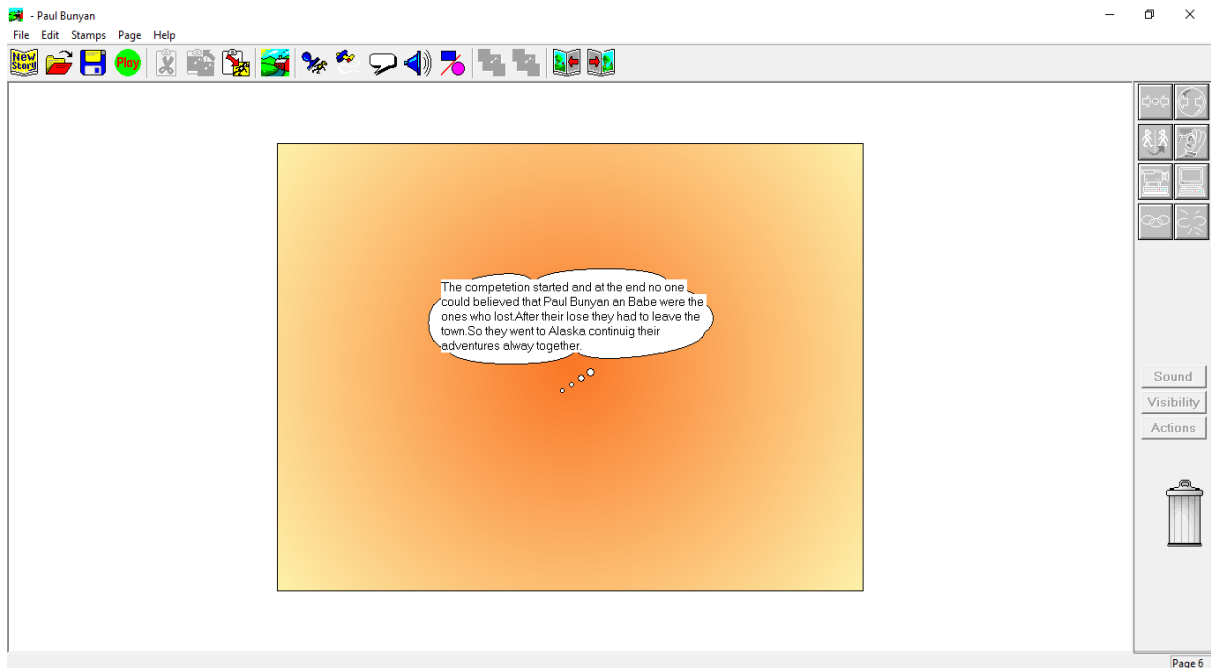 - Paul Bunyan
File Edit Stamps Page Help
New Story
Play
The competetion started and at the end no one
could believed that Paul Bunyan an Babe were the
ones who lost.After their lose they had to leave the
town.So they went to Alaska continuig their
adventures alway together.
Sound
Visibility
Actions
Page 6